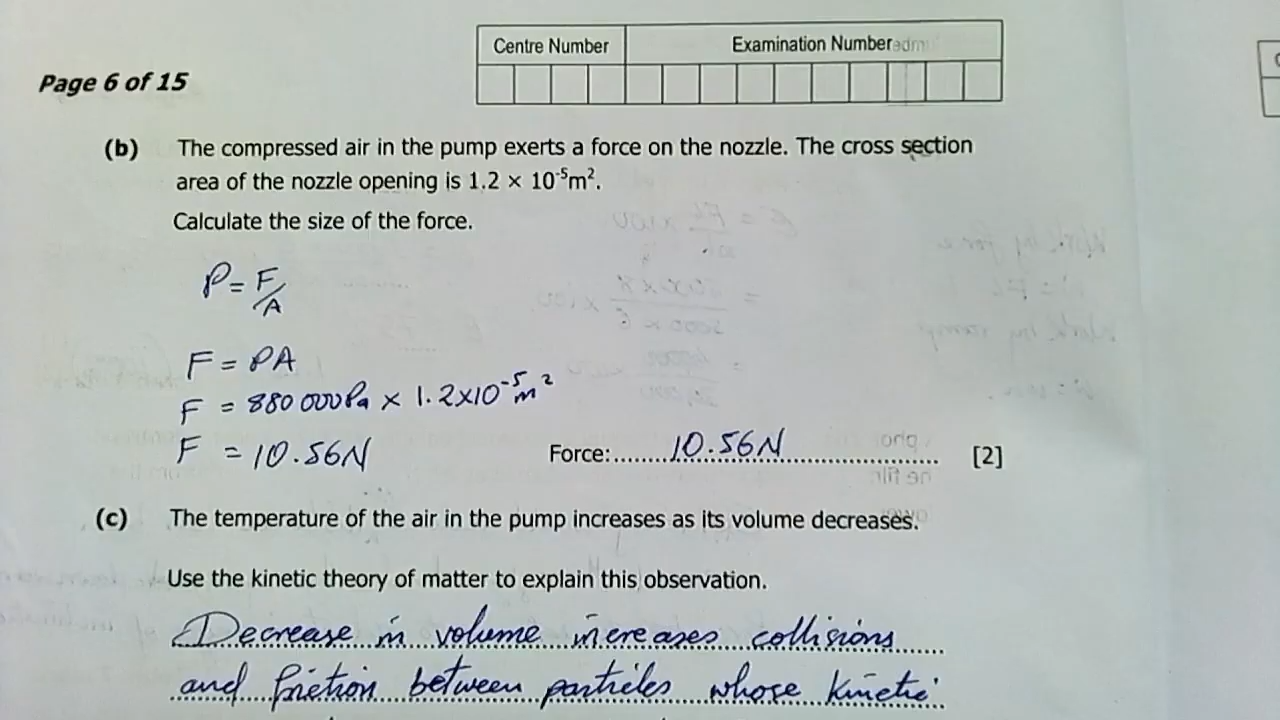 Centre Number Examination Number
Page 6 of 15
(b) The compressed air in the pump exerts a force on the nozzle. The cross section
area of the nozzle opening is 1.2 × 10⁻⁵m².
Calculate the size of the force.
P = F/A
F = PA
F = 880 000Pa × 1.2×10⁻⁵m²
F = 10.56N
Force:......10.56N...... [2]
(c) The temperature of the air in the pump increases as its volume decreases.
Use the kinetic theory of matter to explain this observation.
Decrease in volume increases collisions
and friction between particles whose kinetic